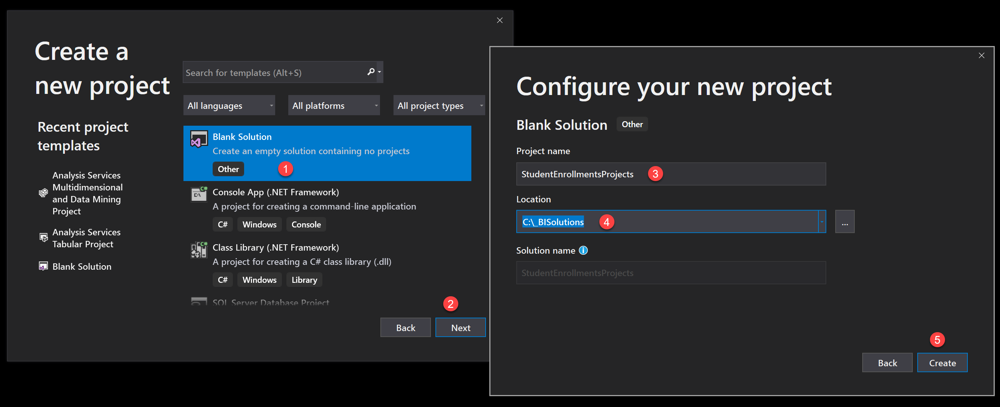 Create a
new project
Search for templates (Alt+S)
All languages
All platforms
All project types
Recent project
templates
Analysis Services
Multidimensional
and Data Mining
Project
Analysis Services
Tabular Project
Blank Solution
Blank Solution
Create an empty solution containing no projects
Other
1
C#
Console App (.NET Framework)
A project for creating a command-line application
C#
Windows
Console
C#
Class Library (.NET Framework)
A project for creating a C# class library (.dll)
C#
Windows
Library
SQL Server Database Project
2
Back
Next
Configure your new project
Blank Solution
Other
Project name
StudentEnrollmentsProjects
3
Location
C:\_BISolutions
4
...
Solution name
StudentEnrollmentsProjects
5
Back
Create